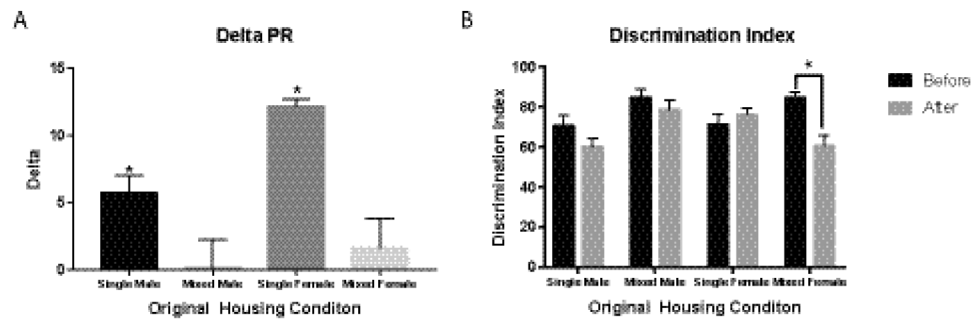 A
Delta PR
15
10
5
0
Delta
*
*
Single Male Mixed Male Single Female Mixed Female
Original Housing Conditon
B
Discrimination Index
100
80
60
40
20
0
Discrimination Index
*
Single Male Mixed Male Single Female Mixed Female
Original Housing Conditon
Before
After